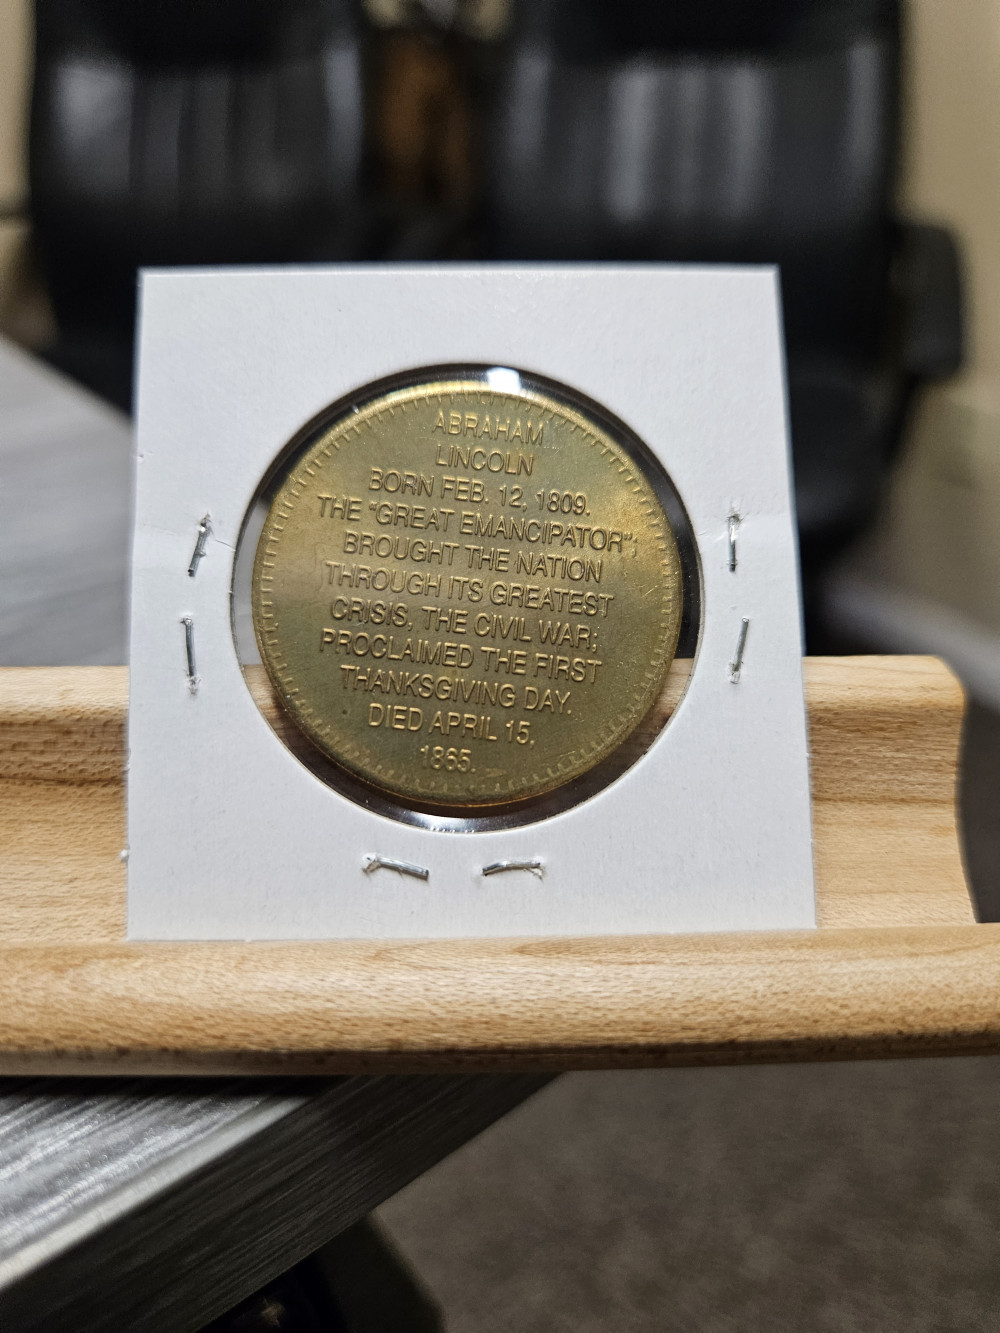 ABRAHAM
LINCOLN
BORN FEB. 12, 1809.
THE "GREAT EMANCIPATOR";
BROUGHT THE NATION
THROUGH ITS GREATEST
CRISIS, THE CIVIL WAR;
PROCLAIMED THE FIRST
THANKSGIVING DAY.
DIED APRIL 15,
1865.